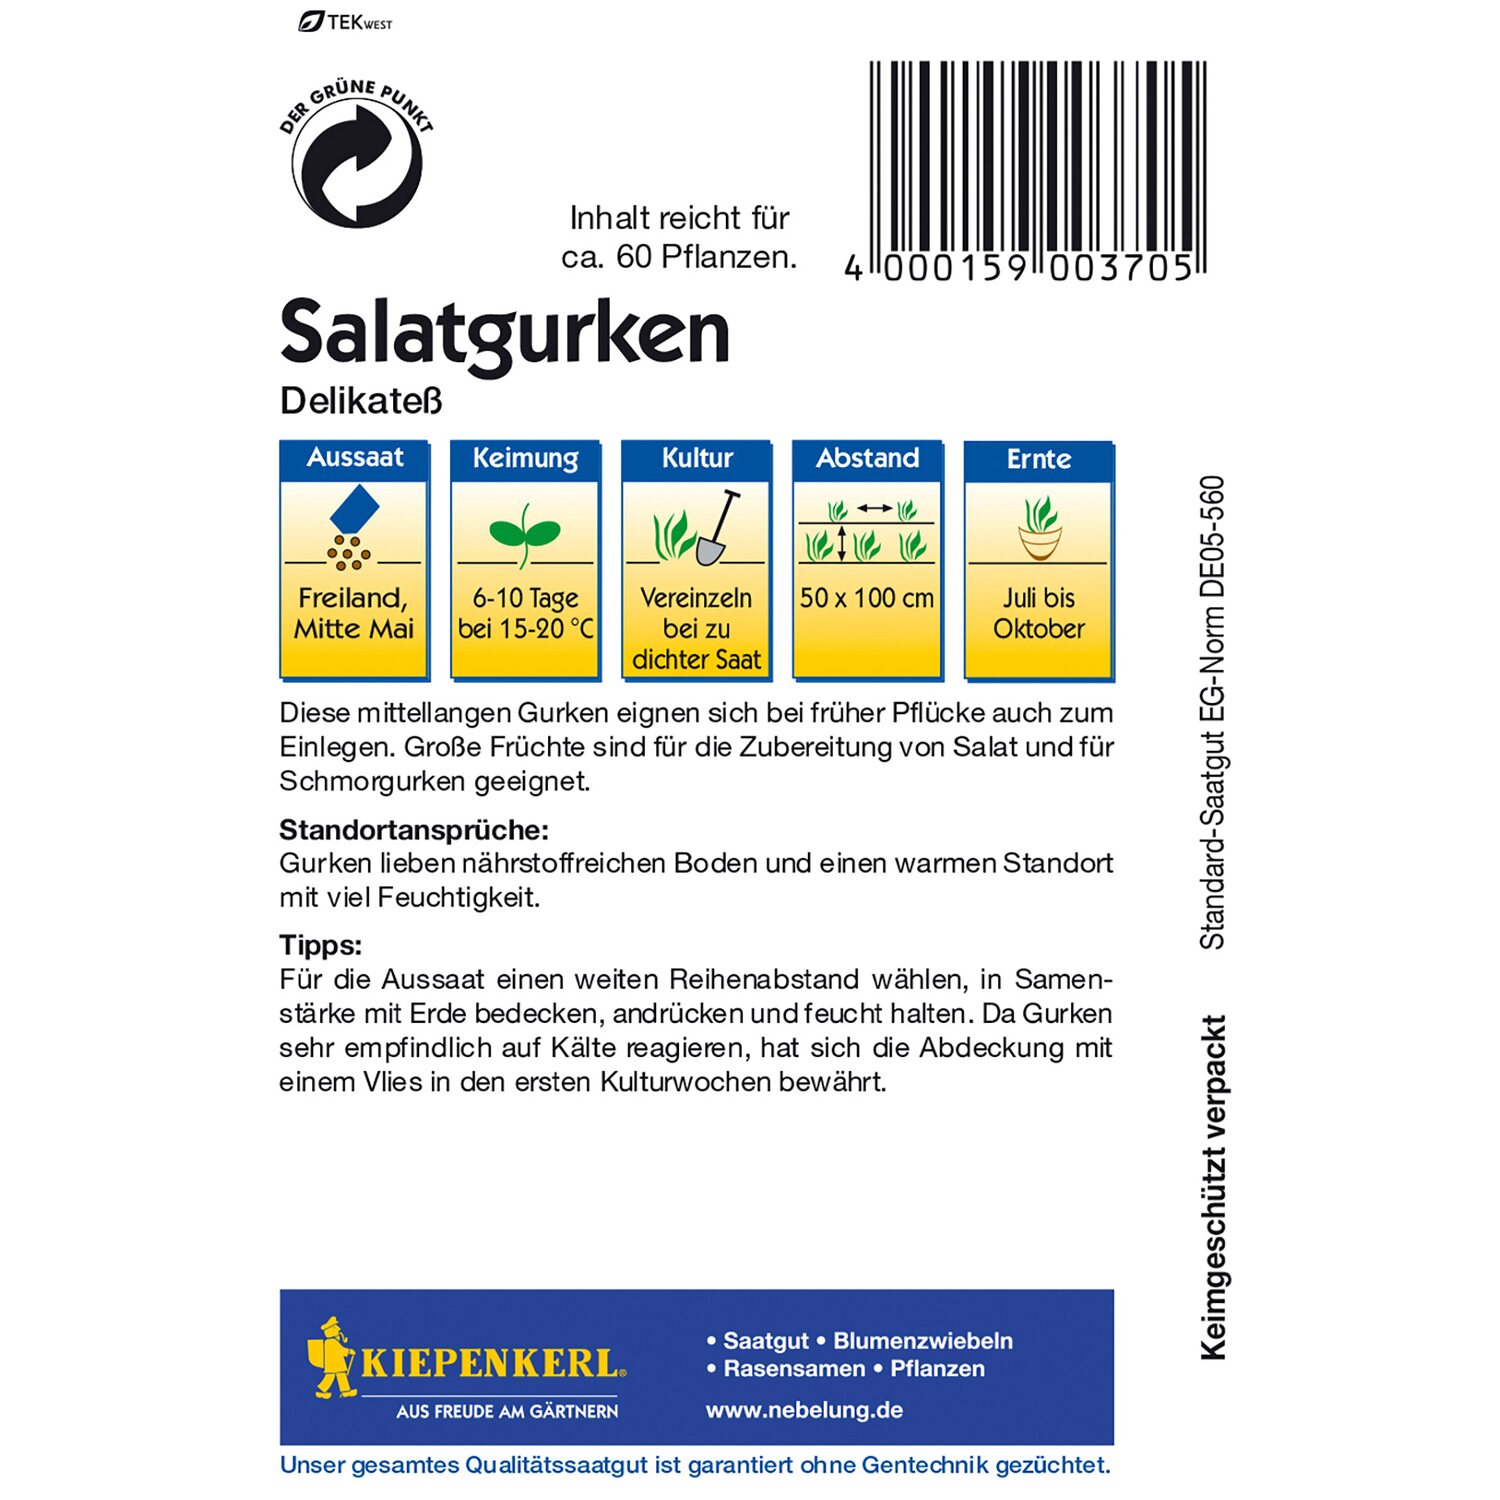 TEKWEST
DER GRÜNE PUNKT
Inhalt reicht für
ca. 60 Pflanzen.
4 000159 003705
Salatgurken
Delikateß
Aussaat
Freiland,
Mitte Mai
Keimung
6-10 Tage
bei 15-20 °C
Kultur
Vereinzeln
bei zu
dichter Saat
Abstand
50 x 100 cm
Ernte
Juli bis
Oktober
Diese mittellangen Gurken eignen sich bei früher Pflücke auch zum
Einlegen. Große Früchte sind für die Zubereitung von Salat und für
Schmorgurken geeignet.
Standortansprüche:
Gurken lieben nährstoffreichen Boden und einen warmen Standort
mit viel Feuchtigkeit.
Tipps:
Für die Aussaat einen weiten Reihenabstand wählen, in Samen-
stärke mit Erde bedecken, andrücken und feucht halten. Da Gurken
sehr empfindlich auf Kälte reagieren, hat sich die Abdeckung mit
einem Vlies in den ersten Kulturwochen bewährt.
Keimgeschützt verpackt Standard-Saatgut EG-Norm DE05-560
KIEPENKERL®
AUS FREUDE AM GÄRTNERN
• Saatgut • Blumenzwiebeln
• Rasensamen • Pflanzen
www.nebelung.de
Unser gesamtes Qualitätssaatgut ist garantiert ohne Gentechnik gezüchtet.